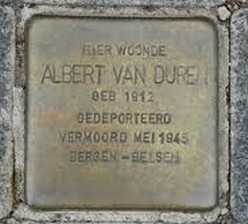 HIER WOONDE
ALBERT VAN DUREN
GEB 1912
GEDEPORTEERD
VERMOORD MEI 1945
BERGEN-BELSEN